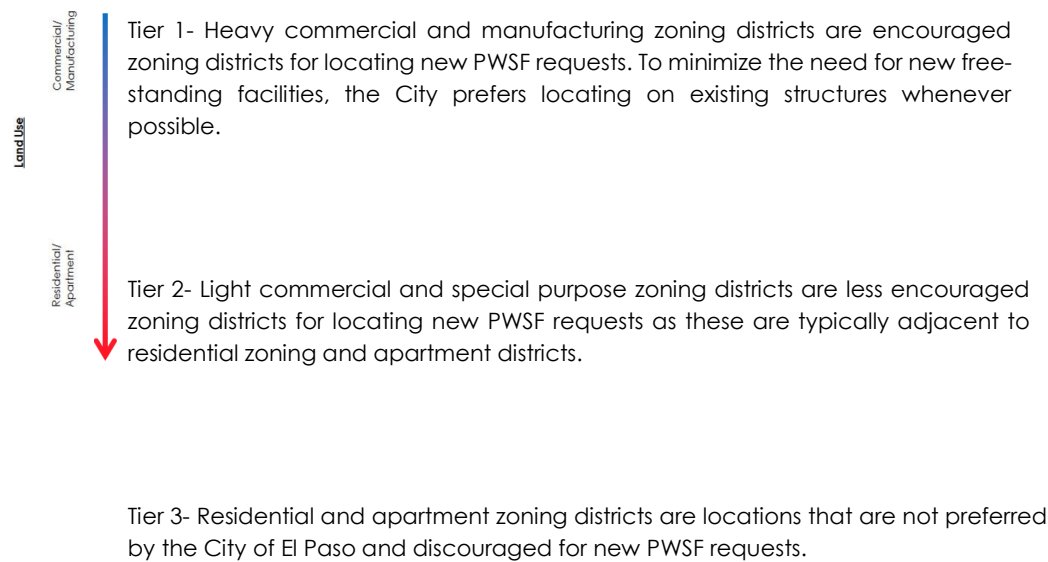 Land Use
Commercial/
Manufacturing
Residential/
Apartment
Tier 1- Heavy commercial and manufacturing zoning districts are encouraged
zoning districts for locating new PWSF requests. To minimize the need for new free-
standing facilities, the City prefers locating on existing structures whenever
possible.
Tier 2- Light commercial and special purpose zoning districts are less encouraged
zoning districts for locating new PWSF requests as these are typically adjacent to
residential zoning and apartment districts.
Tier 3- Residential and apartment zoning districts are locations that are not preferred
by the City of El Paso and discouraged for new PWSF requests.